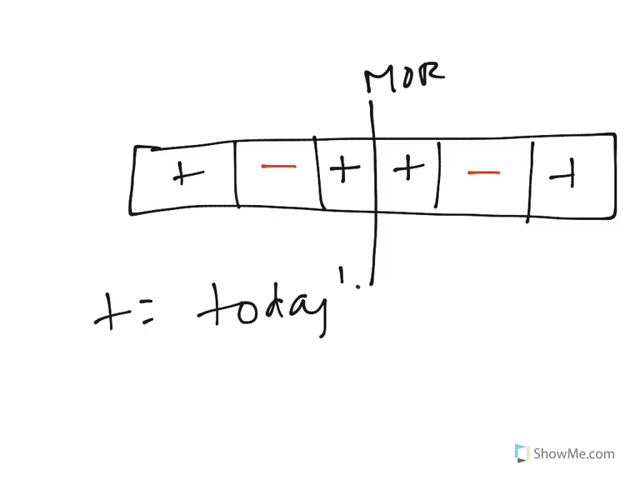 MOR
+ − + + − +
+ = today'
ShowMe.com